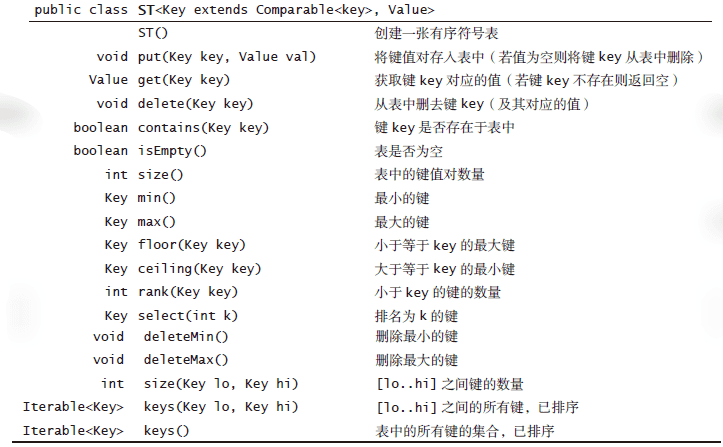 public class ST<Key extends Comparable<key>, Value>
ST() 创建一张有序符号表
void put(Key key, Value val) 将键值对存入表中（若值为空则将键 key 从表中删除）
Value get(Key key) 获取键 key 对应的值（若键 key 不存在则返回空）
void delete(Key key) 从表中删去键 key（及其对应的值）
boolean contains(Key key) 键 key 是否存在于表中
boolean isEmpty() 表是否为空
int size() 表中的键值对数量
Key min() 最小的键
Key max() 最大的键
Key floor(Key key) 小于等于 key 的最大键
Key ceiling(Key key) 大于等于 key 的最小键
int rank(Key key) 小于 key 的键的数量
Key select(int k) 排名为 k 的键
void deleteMin() 删除最小的键
void deleteMax() 删除最大的键
int size(Key lo, Key hi) [lo..hi] 之间键的数量
Iterable<Key> keys(Key lo, Key hi) [lo..hi] 之间的所有键，已排序
Iterable<Key> keys() 表中的所有键的集合，已排序